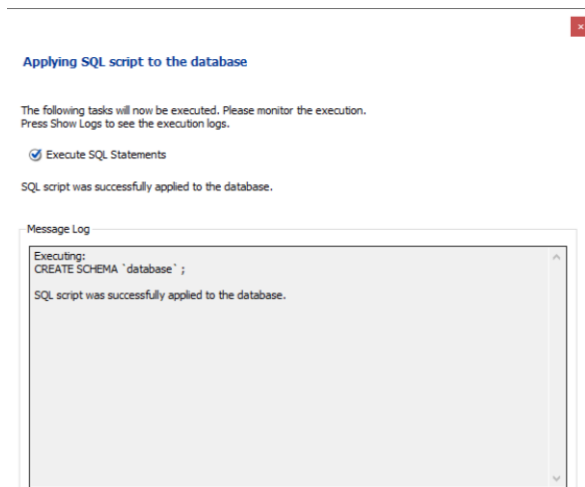 Applying SQL script to the database
The following tasks will now be executed. Please monitor the execution.
Press Show Logs to see the execution logs.
Execute SQL Statements
SQL script was successfully applied to the database.
Message Log
Executing:
CREATE SCHEMA `database` ;
SQL script was successfully applied to the database.